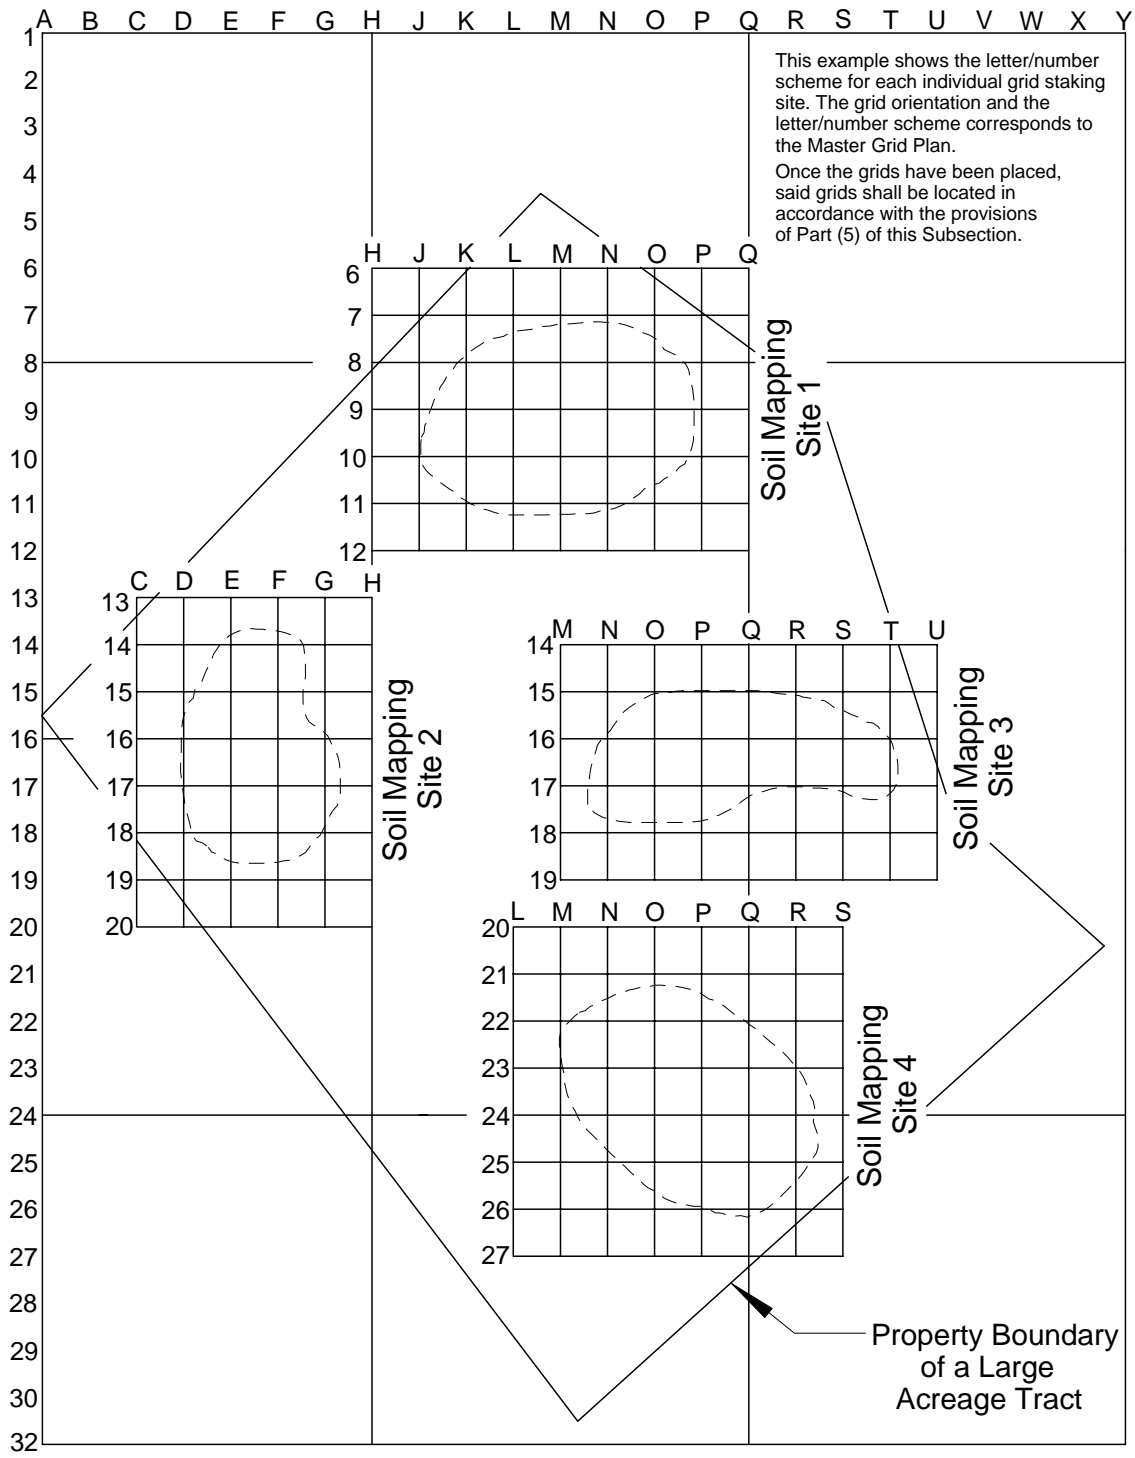 A B C D E F G H J K L M N O P Q R S T U V W X Y
1
2
3
4
5
6
7
8
9
10
11
12
13
14
15
16
17
18
19
20
21
22
23
24
25
26
27
28
29
30
32
This example shows the letter/number
scheme for each individual grid staking
site. The grid orientation and the
letter/number scheme corresponds to
the Master Grid Plan.
Once the grids have been placed,
said grids shall be located in
accordance with the provisions
of Part (5) of this Subsection.
H J K L M N O P Q
6
7
8
9
10
11
12
Soil Mapping
Site 1
C D E F G H
13
14
15
16
17
18
19
20
Soil Mapping
Site 2
M N O P Q R S T U
14
15
16
17
18
19
Soil Mapping
Site 3
L M N O P Q R S
20
21
22
23
24
25
26
27
Soil Mapping
Site 4
Property Boundary
of a Large
Acreage Tract